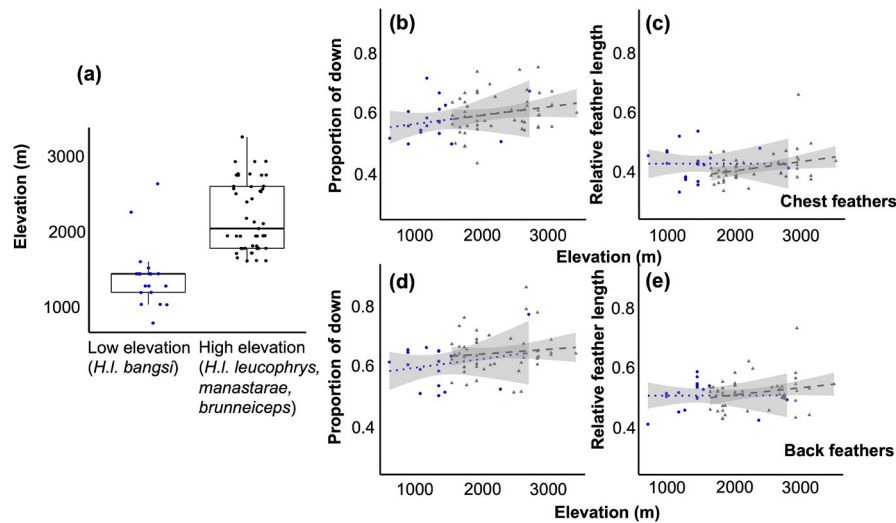 (a)
Elevation (m)
3000
2000
1000
Low elevation
(H.l. bangsi)
High elevation
(H.l. leucophrys,
manastarae,
brunneiceps)
(b)
Proportion of down
0.8
0.6
0.4
1000 2000 3000
(c)
Relative feather length
0.8
0.6
0.4
Chest feathers
1000 2000 3000
Elevation (m)
(d)
Proportion of down
0.8
0.6
0.4
1000 2000 3000
(e)
Relative feather length
0.8
0.6
0.4
Back feathers
1000 2000 3000
Elevation (m)